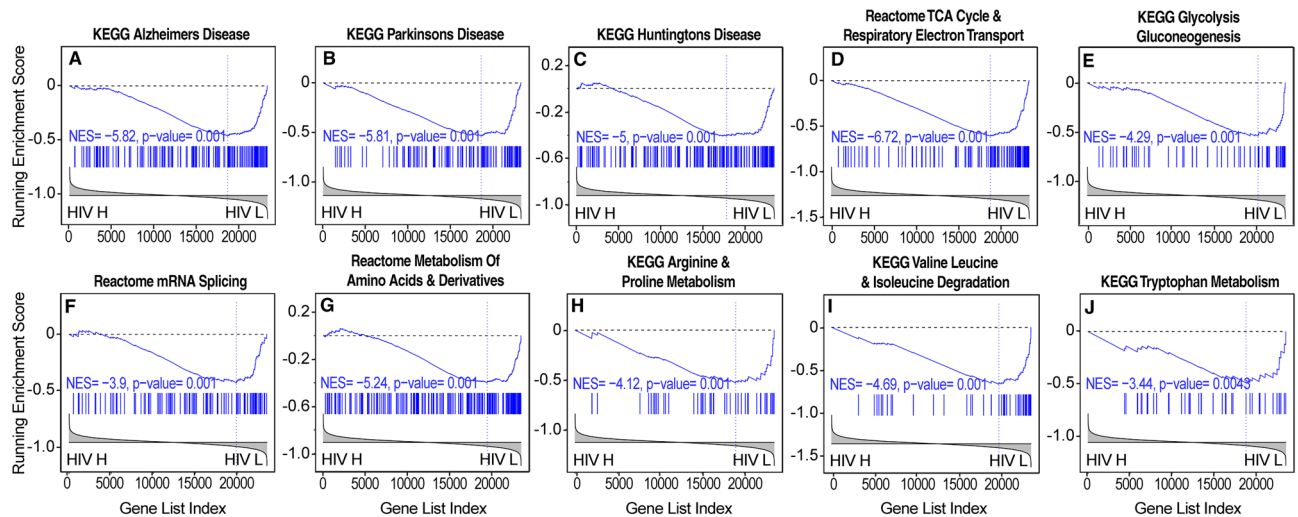 KEGG Alzheimers Disease
A
Running Enrichment Score
0
−0.5
−1.0
NES= −5.82, p−value= 0.001
HIV H
HIV L
0 5000 10000 15000 20000
KEGG Parkinsons Disease
B
0
−0.5
−1.0
NES= −5.81, p−value= 0.001
HIV H
HIV L
0 5000 10000 15000 20000
KEGG Huntingtons Disease
C
0.2
−0.2
−0.6
−1.0
NES= −5, p−value= 0.001
HIV H
HIV L
0 5000 10000 15000 20000
Reactome TCA Cycle &
Respiratory Electron Transport
D
0
−0.5
−1.0
−1.5
NES= −6.72, p−value= 0.001
HIV H
HIV L
0 5000 10000 15000 20000
KEGG Glycolysis
Gluconeogenesis
E
0
−0.5
−1.0
NES= −4.29, p−value= 0.001
HIV H
HIV L
0 5000 10000 15000 20000
Reactome mRNA Splicing
F
Running Enrichment Score
0
−0.5
−1.0
NES= −3.9, p−value= 0.001
HIV H
HIV L
0 5000 10000 15000 20000
Gene List Index
Reactome Metabolism Of
Amino Acids & Derivatives
G
0.2
−0.2
−0.6
−1.0
NES= −5.24, p−value= 0.001
HIV H
HIV L
0 5000 10000 15000 20000
Gene List Index
KEGG Arginine &
Proline Metabolism
H
0
−0.5
−1.0
NES= −4.12, p−value= 0.001
HIV H
HIV L
0 5000 10000 15000 20000
Gene List Index
KEGG Valine Leucine
& Isoleucine Degradation
I
0
−0.5
−1.0
−1.5
NES= −4.69, p−value= 0.001
HIV H
HIV L
0 5000 10000 15000 20000
Gene List Index
KEGG Tryptophan Metabolism
J
0
−0.5
−1.0
NES= −3.44, p−value= 0.0043
HIV H
HIV L
0 5000 10000 15000 20000
Gene List Index